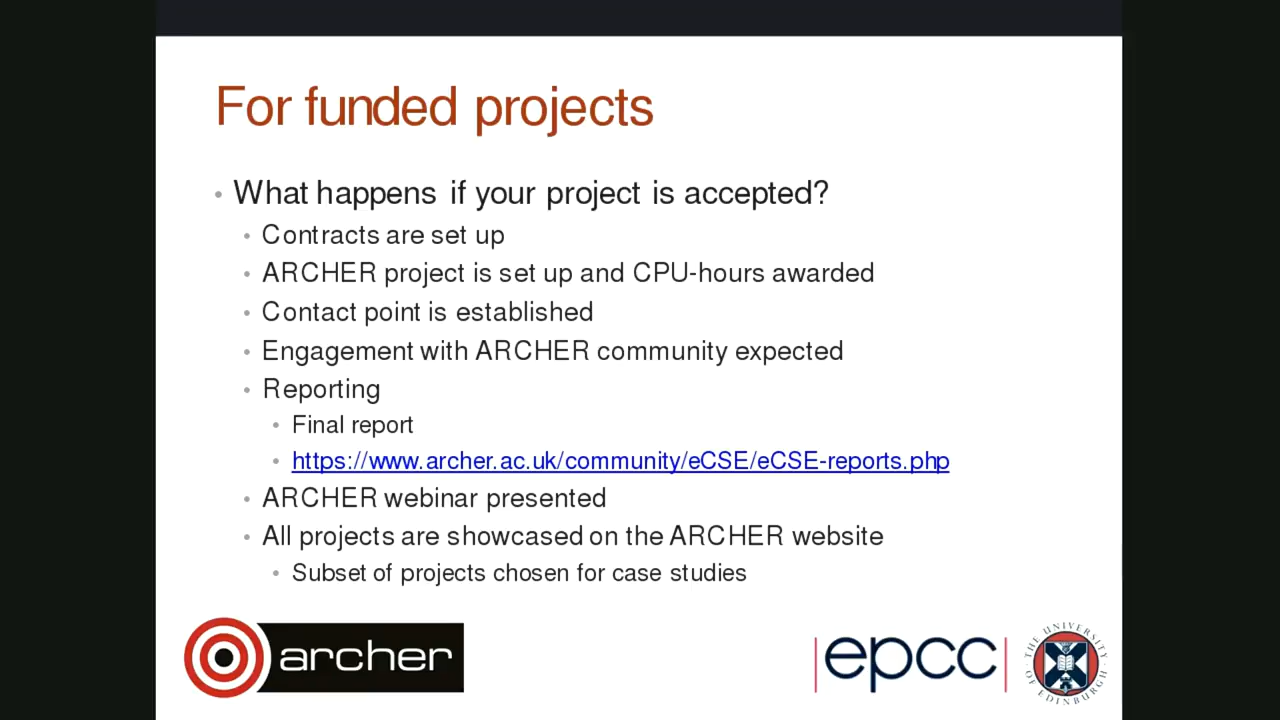 For funded projects
• What happens if your project is accepted?
• Contracts are set up
• ARCHER project is set up and CPU-hours awarded
• Contact point is established
• Engagement with ARCHER community expected
• Reporting
• Final report
• https://www.archer.ac.uk/community/eCSE/eCSE-reports.php
• ARCHER webinar presented
• All projects are showcased on the ARCHER website
• Subset of projects chosen for case studies
archer
|epcc|
THE UNIVERSITY OF EDINBURGH